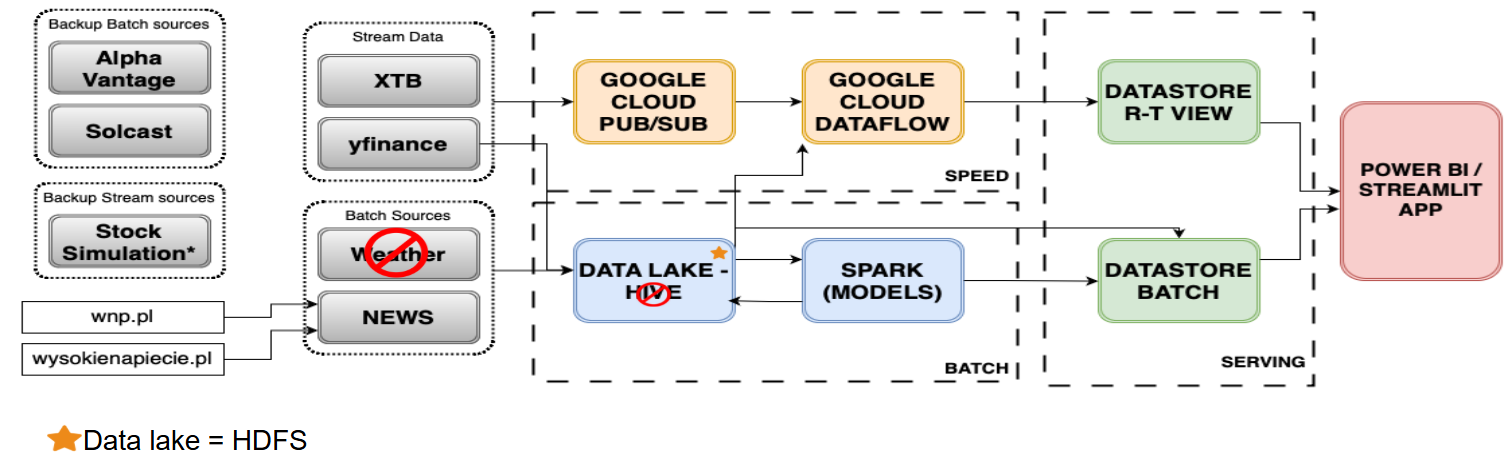 Backup Batch sources
Alpha
Vantage
Solcast
Backup Stream sources
Stock
Simulation*
wnp.pl
wysokienapiecie.pl
Stream Data
XTB
yfinance
Batch Sources
Weather
NEWS
GOOGLE
CLOUD
PUB/SUB
GOOGLE
CLOUD
DATAFLOW
SPEED
DATA LAKE -
HIVE
SPARK
(MODELS)
BATCH
DATASTORE
R-T VIEW
DATASTORE
BATCH
SERVING
POWER BI /
STREAMLIT
APP
Data lake = HDFS